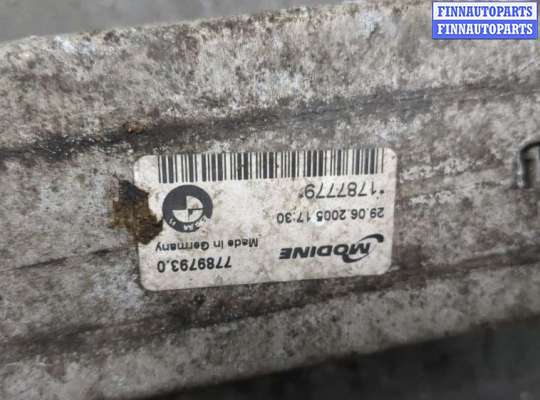 FINNAUTOPARTS
FINNAUTOPARTS
MODINE
7789793.0
Made in Germany
29.06.2005 17:30
*1787779*